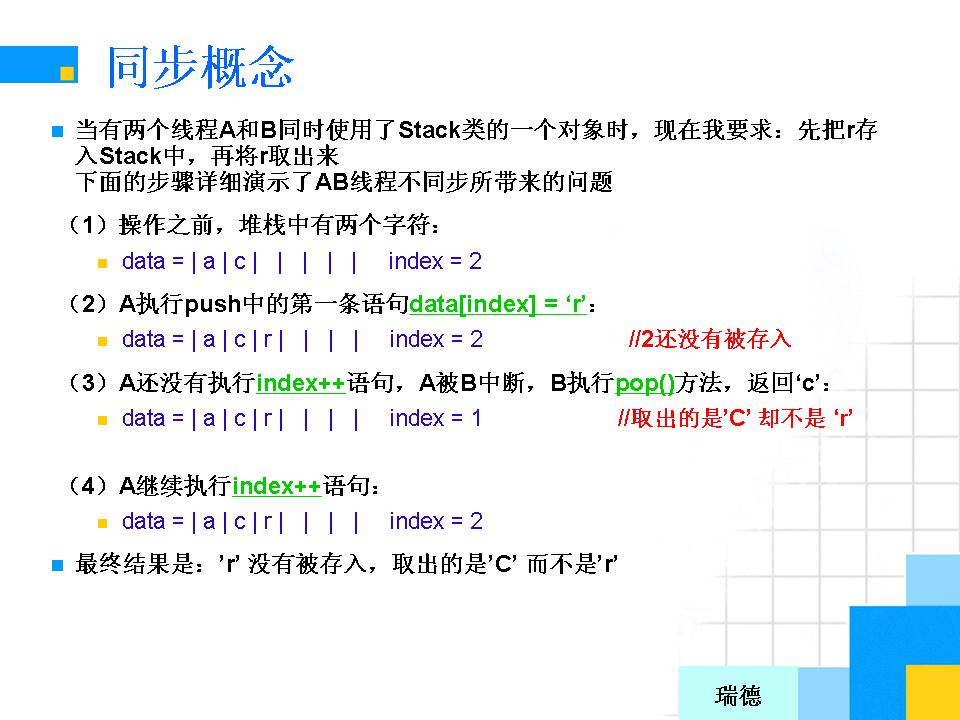 同步概念
当有两个线程A和B同时使用了Stack类的一个对象时，现在我要求：先把r存
入Stack中，再将r取出来
下面的步骤详细演示了AB线程不同步所带来的问题
（1）操作之前，堆栈中有两个字符：
data = | a | c |   |   |   |   |     index = 2
（2）A执行push中的第一条语句data[index] = ‘r’：
data = | a | c | r |   |   |   |     index = 2     //2还没有被存入
（3）A还没有执行index++语句，A被B中断，B执行pop()方法，返回‘c’：
data = | a | c | r |   |   |   |     index = 1     //取出的是’C’ 却不是 ‘r’
（4）A继续执行index++语句：
data = | a | c | r |   |   |   |     index = 2
最终结果是：’r’ 没有被存入，取出的是’C’ 而不是’r’
瑞德